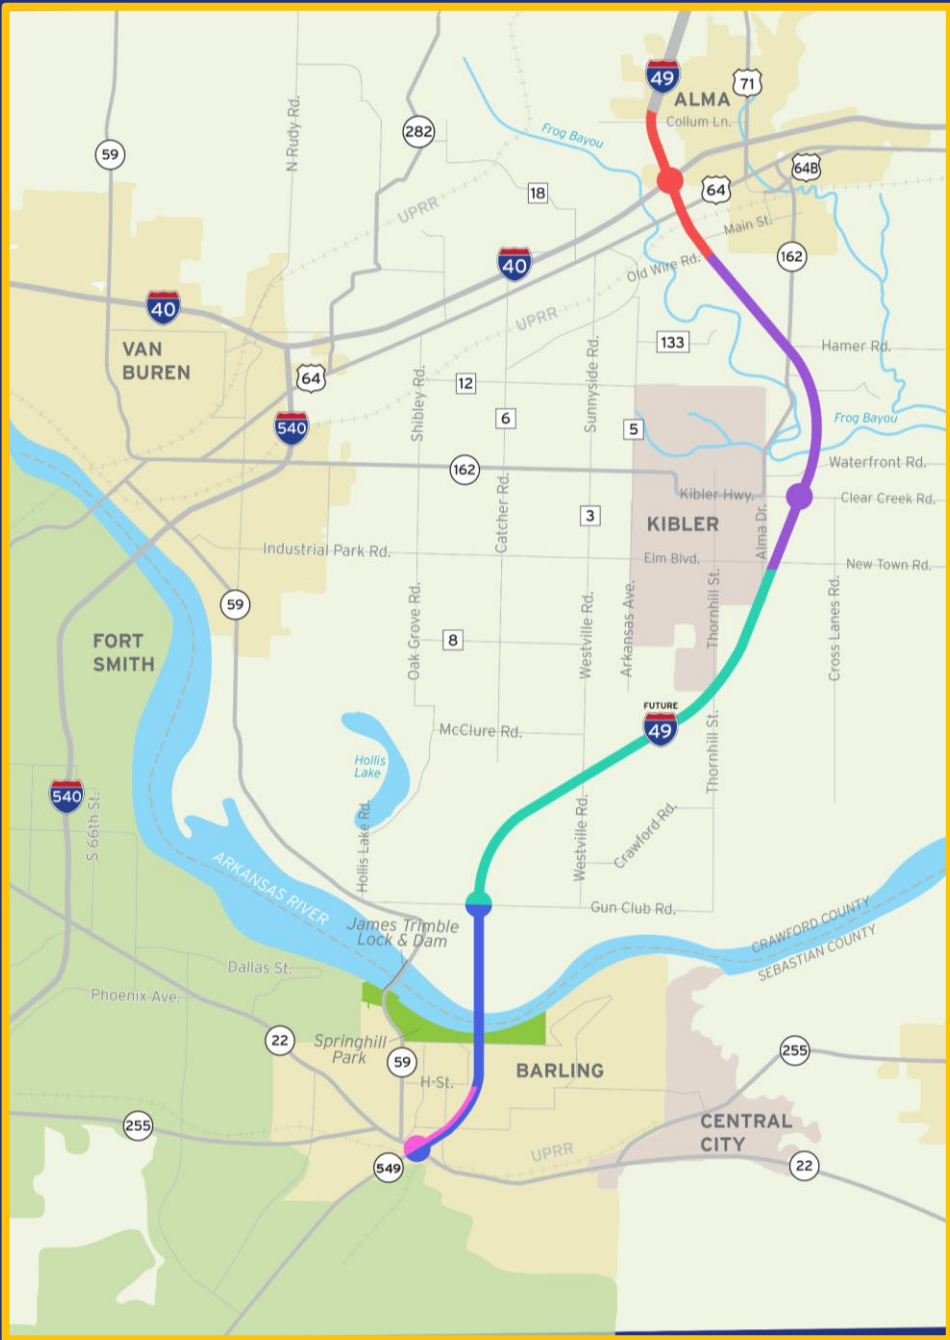 49
71
ALMA
Collum Ln.
59
N Rudy Rd.
282
Frog Bayou
64B
18
64
UPRR
Main St.
40
Old Wire Rd.
162
40
UPRR
133
Hamer Rd.
VAN
BUREN
64
Shibley Rd.
12
Sunnyside Rd.
6
5
Frog Bayou
540
162
Waterfront Rd.
Kibler Hwy.
Clear Creek Rd.
Catcher Rd.
3
KIBLER
Alma Dr.
Industrial Park Rd.
Elm Blvd.
New Town Rd.
59
Oak Grove Rd.
8
Westville Rd.
Arkansas Ave.
Thornhill St.
Cross Lanes Rd.
FORT
SMITH
FUTURE
49
McClure Rd.
Thornhill St.
Hollis
Lake
540
S 66th St.
Hollis Lake Rd.
Westville Rd.
Crawford Rd.
ARKANSAS RIVER
Gun Club Rd.
James Trimble
Lock & Dam
CRAWFORD COUNTY
SEBASTIAN COUNTY
Dallas St.
Phoenix Ave.
22
Springhill
Park
59
H-St.
BARLING
255
255
CENTRAL
CITY
UPRR
549
22